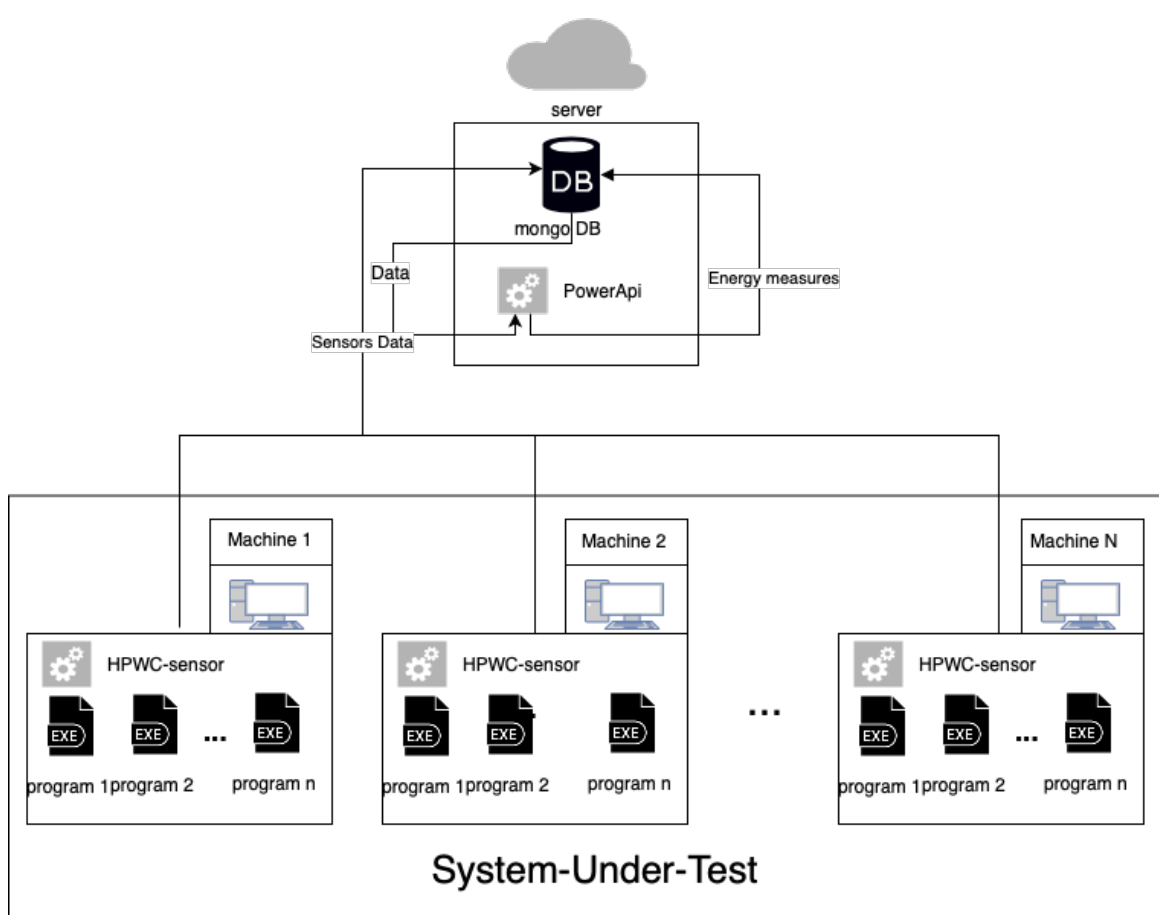 server
DB
mongo DB
Data
PowerApi
Energy measures
Sensors Data
Machine 1
Machine 2
Machine N
HPWC-sensor
HPWC-sensor
...
HPWC-sensor
EXE
EXE
...
EXE
EXE
EXE
EXE
EXE
EXE
...
EXE
program 1
program 2
program n
program 1
program 2
program n
program 1
program 2
program n
System-Under-Test